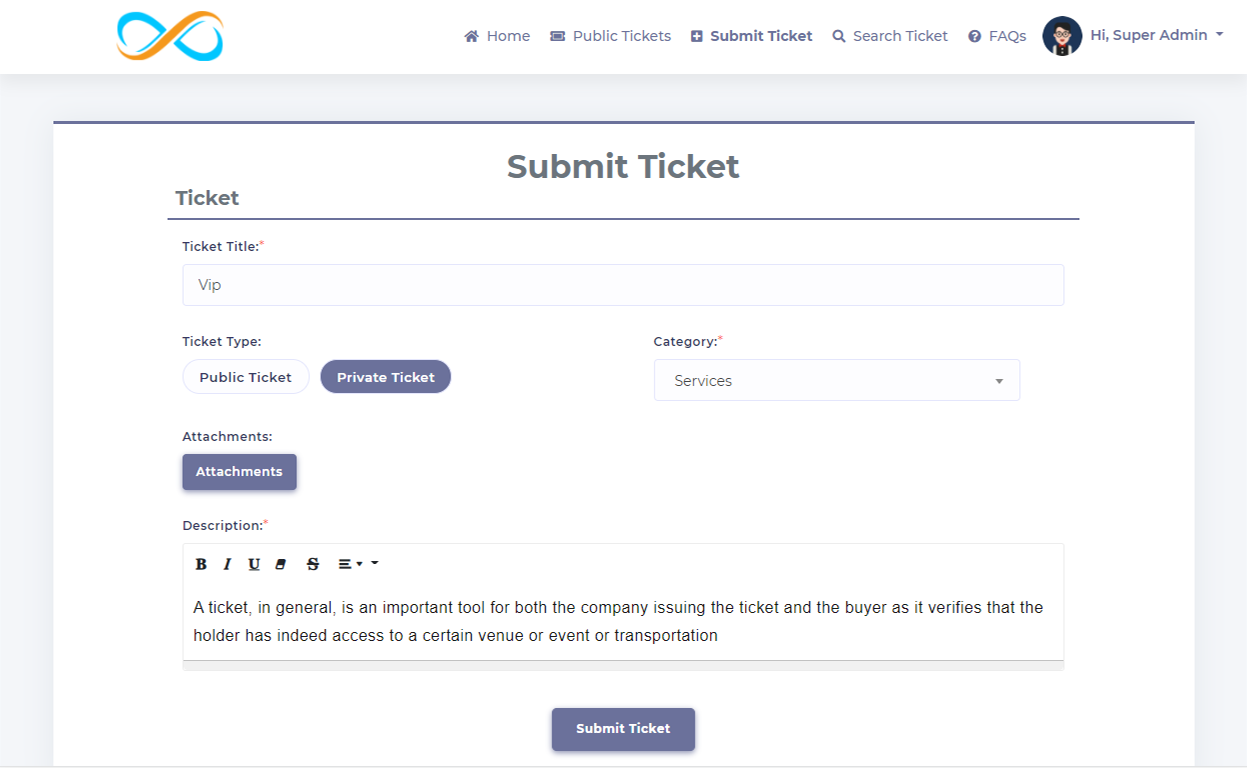 Home Public Tickets Submit Ticket Search Ticket FAQs Hi, Super Admin
Submit Ticket
Ticket
Ticket Title:*
Vip
Ticket Type:
Public Ticket Private Ticket
Category:*
Services
Attachments:
Attachments
Description:*
B I U S
A ticket, in general, is an important tool for both the company issuing the ticket and the buyer as it verifies that the
holder has indeed access to a certain venue or event or transportation
Submit Ticket